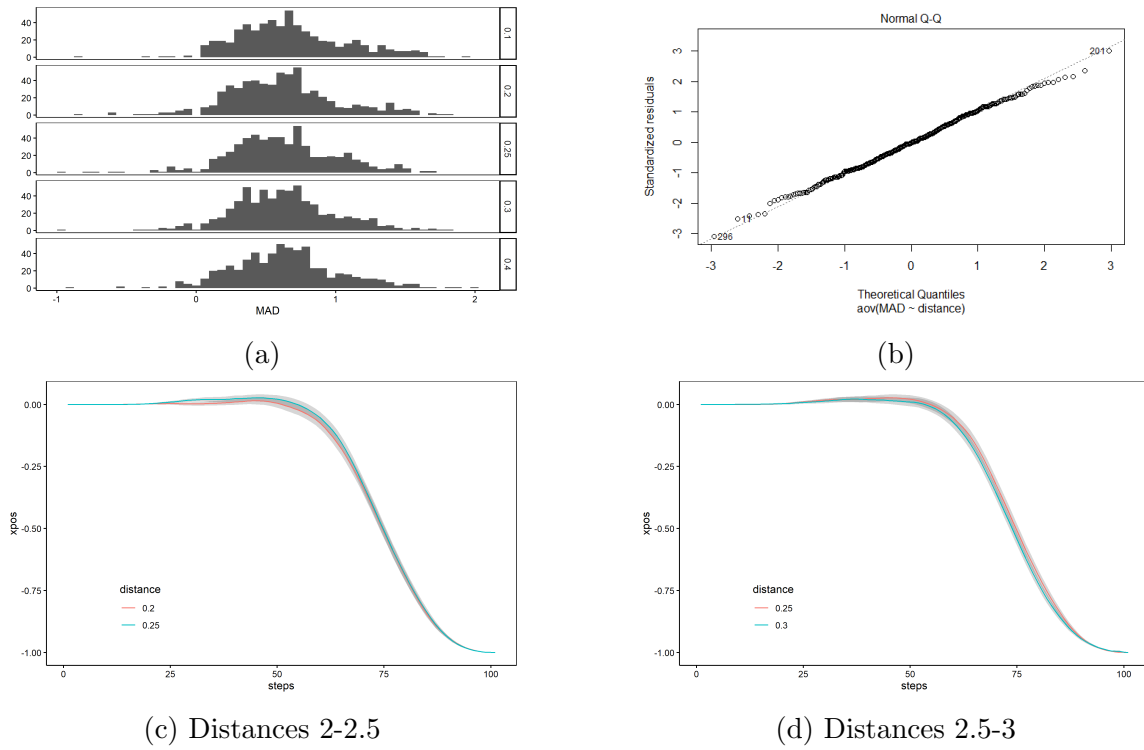 40
20
0
0.1
40
20
0
0.2
40
20
0
0.25
40
20
0
0.3
40
20
0
0.4
-1 0 1 2
MAD
(a)
Normal Q-Q
Standardized residuals
3
2
1
0
-1
-2
-3
201
11
296
-3 -2 -1 0 1 2 3
Theoretical Quantiles
aov(MAD ~ distance)
(b)
xpos
0.00
-0.25
-0.50
-0.75
-1.00
distance
0.2
0.25
0 25 50 75 100
steps
(c) Distances 2-2.5
xpos
0.00
-0.25
-0.50
-0.75
-1.00
distance
0.25
0.3
0 25 50 75 100
steps
(d) Distances 2.5-3